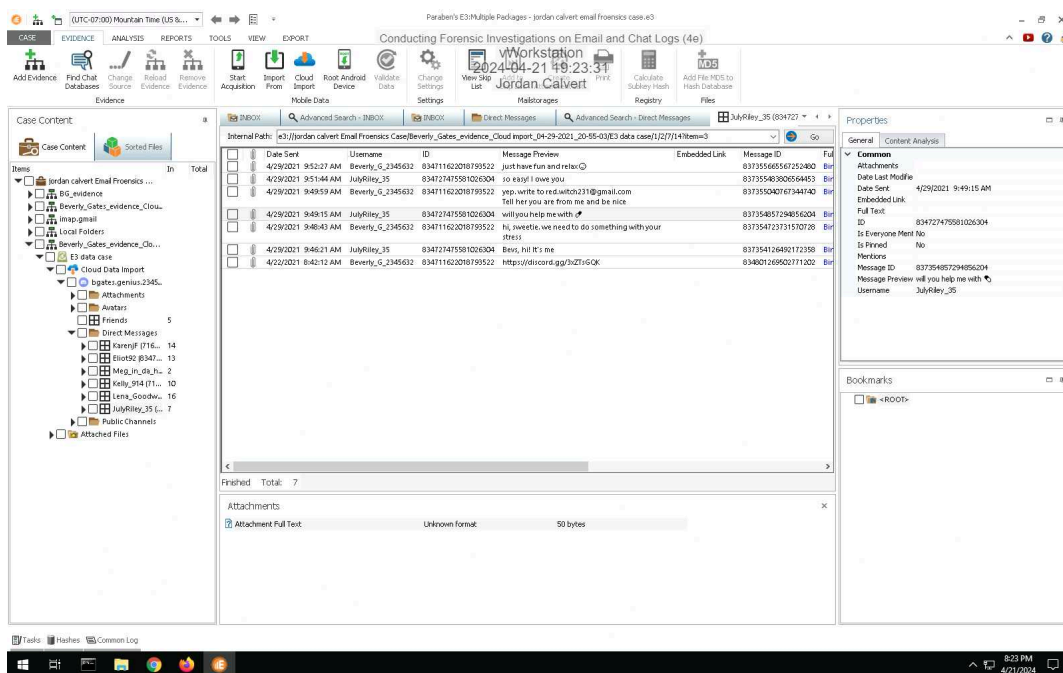 (UTC-07:00) Mountain Time (US &...
Paraben's E3:Multiple Packages - jordan calvert email froensics case.e3
CASE EVIDENCE ANALYSIS REPORTS TOOLS VIEW EXPORT
Conducting Forensic Investigations on Email and Chat Logs (4e)
vWorkstation
2024-04-21 19:23:31
Jordan Calvert
Add Evidence
Find Chat Databases
Change Source
Reload Evidence
Remove Evidence
Start Acquisition
Import From
Cloud Import
Root Android Device
Validate Data
Change Settings
View Skip List
Print
Calculate Subkey Hash
MD5
Add File MD5 to Hash Database
Evidence Mobile Data Settings Mailstorages Registry Files
Case Content
Case Content Sorted Files
Items In Total
jordan calvert Email Froensics ...
BG_evidence
Beverly_Gates_evidence_Clou...
imap.gmail
Local Folders
Beverly_Gates_evidence_Clo...
E3 data case
Cloud Data Import
bgates.genius.2345...
Attachments
Avatars
Friends 5
Direct Messages
KarenjF (716... 14
Eliot92 (8347... 13
Meg_in_da_h... 2
Kelly_914 (71... 10
Lena_Goodw... 16
JulyRiley_35 (... 7
Public Channels
Attached Files
INBOX Advanced Search - INBOX INBOX Direct Messages Advanced Search - Direct Messages JulyRiley_35 (834727
Internal Path: e3://jordan calvert Email Froensics Case/Beverly_Gates_evidence_Cloud import_04-29-2021_20-55-03/E3 data case/1/2/7/14?item=3 Go
Date Sent Username ID Message Preview Embedded Link Message ID Ful
4/29/2021 9:52:27 AM Beverly_G_2345632 834711622018793522 just have fun and relax☺ 837355665567252480 Bir
4/29/2021 9:51:44 AM JulyRiley_35 834727475581026304 so easy! I owe you 837355483806564453 Bir
4/29/2021 9:49:59 AM Beverly_G_2345632 834711622018793522 yep. write to red.witch231@gmail.com 837355040767344740 Bir
Tell her you are from me and be nice
4/29/2021 9:49:15 AM JulyRiley_35 834727475581026304 will you help me with 837354857294856204 Bir
4/29/2021 9:48:43 AM Beverly_G_2345632 834711622018793522 hi, sweetie. we need to do something with your 837354723731570728 Bir
stress
4/29/2021 9:46:21 AM JulyRiley_35 834727475581026304 Bevs, hi! It's me 837354126492172358 Bir
4/22/2021 8:42:12 AM Beverly_G_2345632 834711622018793522 https://discord.gg/3xZTsGQK 834801269502771202 Bir
Finished Total: 7
Attachments
Attachment Full Text Unknown format 50 bytes
Properties
General Content Analysis
Common
Attachments
Date Last Modifie
Date Sent 4/29/2021 9:49:15 AM
Embedded Link
Full Text
ID 834727475581026304
Is Everyone Ment No
Is Pinned No
Mentions
Message ID 837354857294856204
Message Preview will you help me with
Username JulyRiley_35
Bookmarks
<ROOT>
Tasks Hashes Common Log
8:23 PM
4/21/2024